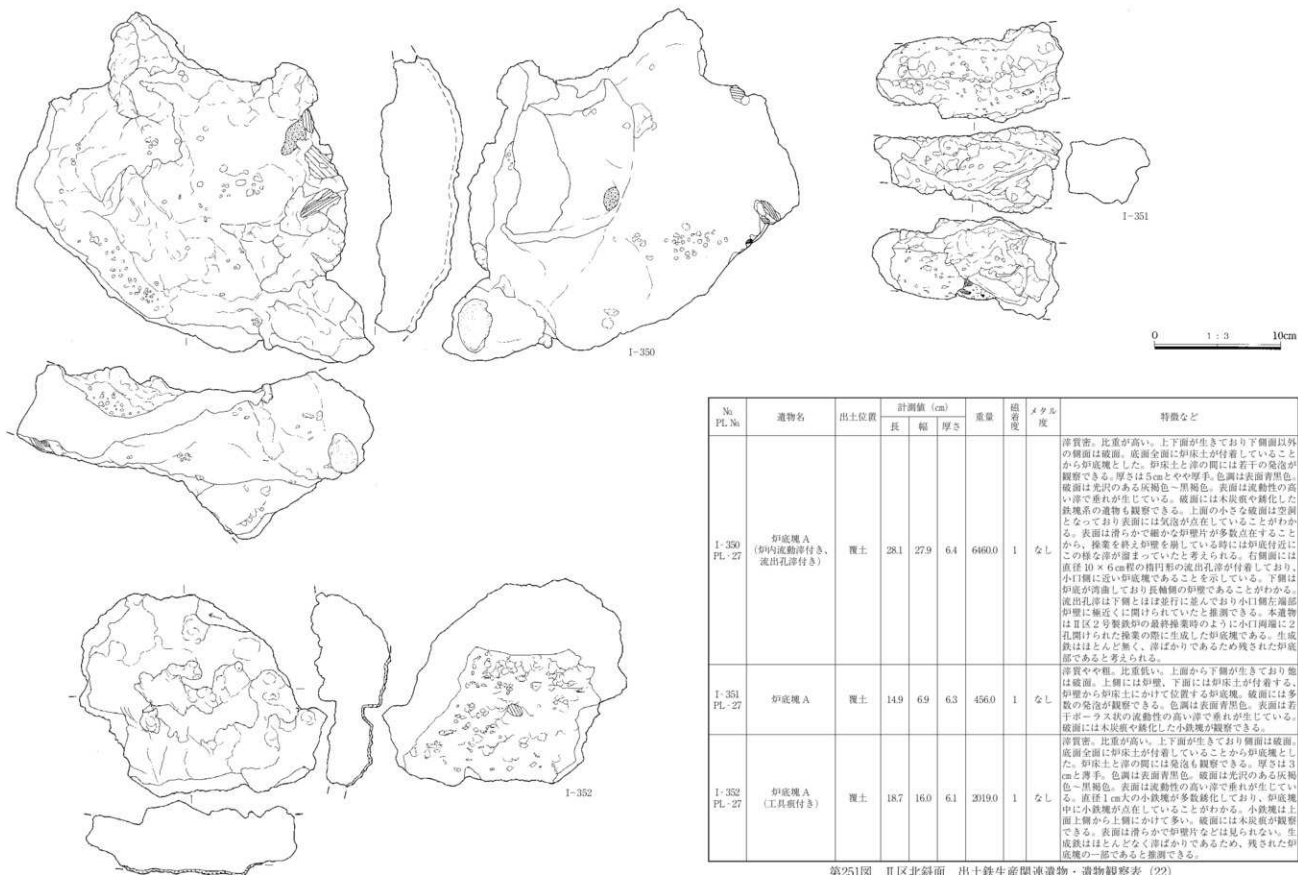 I-350
I-351
0 1:3 10cm
I-352
No.
PL.No.
遺物名
出土位置
計測値(cm)
長
幅
厚さ
重量
磁着度
メタル度
特徴など
I-350
PL-27
炉底塊A
(炉内流動滓付き、
流出孔滓付き)
覆土
28.1
27.9
6.4
6460.0
1
なし
滓質密。比重が高い。上下面が生きており下側面以外
の側面は破面。底面全面に炉床土が付着していること
から炉底塊とした。炉床土と滓の間には若干の発泡が
観察できる。厚さは5㎝とやや厚手。色調は表面青黒色。
破面は光沢のある灰褐色~黒褐色。表面は流動性の高
い滓で垂れが生じている。破面には木炭痕や銹化した
鉄塊系の遺物も観察できる。上面の小さな破面は空洞
となっており表面には気泡が点在していることがわか
る。表面は滑らかで細かな炉壁片が多数点在すること
から、操業を終え炉壁を崩している時には炉底付近に
この様な滓が溜まっていたと考えられる。右側面には
直径10×6㎝程の楕円形の流出孔滓が付着しており、
小口側に近い炉底塊であることを示している。下側は
炉底が湾曲しており長軸側の炉壁であることがわかる。
流出孔滓は下側とほぼ並行に並んでおり小口側左端部
炉壁に極近くに開けられていたと推測できる。本遺物
はⅡ区2号製鉄炉の最終操業時のように小口両端に2
孔開けられた操業の際に生成した炉底塊である。生成
鉄はほとんど無く、滓ばかりであるため残された炉底
部であると考えられる。
I-351
PL-27
炉底塊A
覆土
14.9
6.9
6.3
456.0
1
なし
滓質やや粗。比重低い。上面から下側が生きており他
は破面。上側には炉壁、下面には炉床土が付着する、
炉壁から炉床土にかけて位置する炉底塊。破面には多
数の発泡が観察できる。色調は表面青黒色。表面は若
干ポーラス状の流動性の高い滓で垂れが生じている。
破面には木炭痕や銹化した小鉄塊が観察できる。
I-352
PL-27
炉底塊A
(工具痕付き)
覆土
18.7
16.0
6.1
2019.0
1
なし
滓質密。比重が高い。上下面が生きており側面は破面。
底面全面に炉床土が付着していることから炉底塊とし
た。炉床土と滓の間には発泡も観察できる。厚さは3
㎝と薄手。色調は表面青黒色。破面は光沢のある灰褐
色~黒褐色。表面は流動性の高い滓で垂れが生じてい
る。直径1㎝大の小鉄塊が多数銹化しており、炉底塊
中に小鉄塊が点在していることがわかる。小鉄塊は上
面上側から上側にかけて多い。破面には木炭痕が観察
できる。表面は滑らかで炉壁片などは見られない。生
成鉄はほとんどなく滓ばかりであるため、残された炉
底塊の一部であると推測できる。
第251図 Ⅱ区北斜面 出土鉄生産関連遺物・遺物観察表(22)